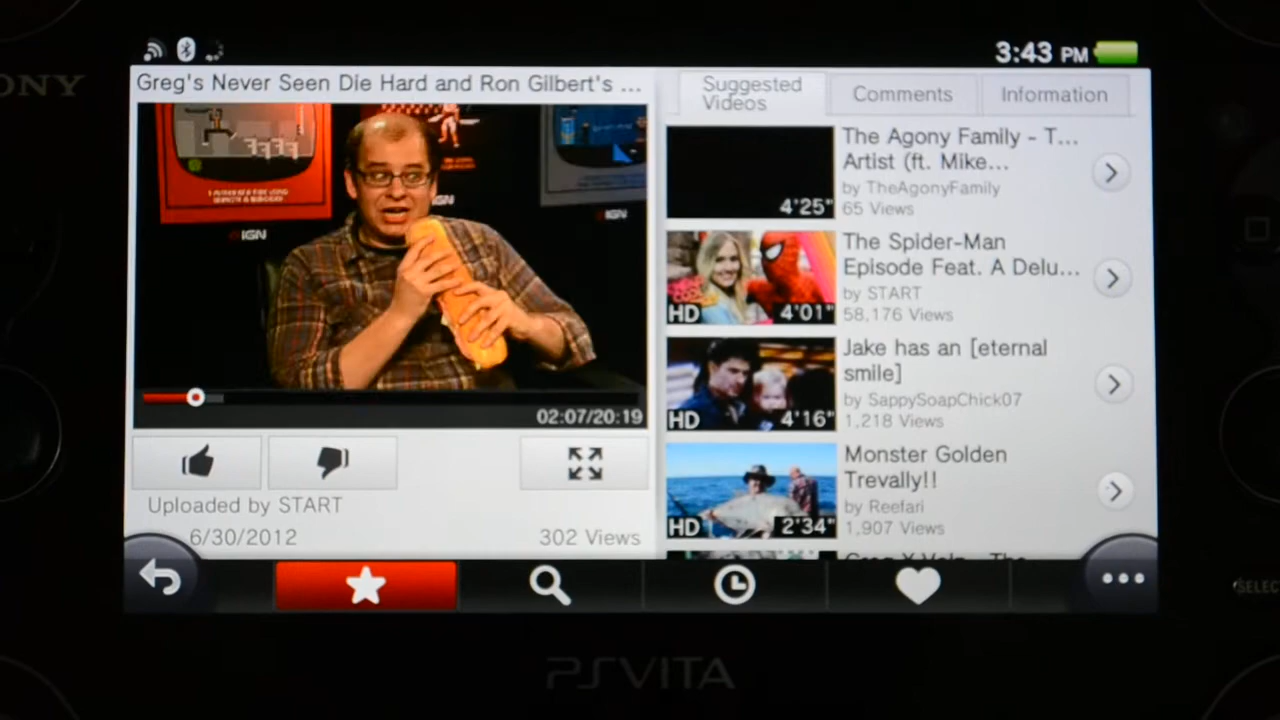 3:43 PM
ONY
Greg's Never Seen Die Hard and Ron Gilbert's ...
IGN
IGN
IGN
02:07/20:19
Uploaded by START
6/30/2012
302 Views
Suggested
Videos
Comments
Information
4'25"
The Agony Family - T...
Artist (ft. Mike...
by TheAgonyFamily
65 Views
HD
4'01"
The Spider-Man
Episode Feat. A Delu...
by START
58,176 Views
HD
4'16"
Jake has an [eternal
smile]
by SappySoapChick07
1,218 Views
HD
2'34"
Monster Golden
Trevally!!
by Reefari
1,907 Views
SELEC
PSVITA